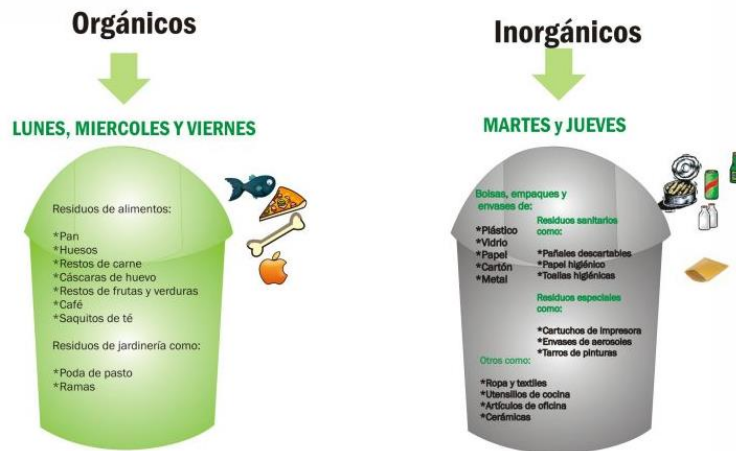 Orgánicos
LUNES, MIERCOLES Y VIERNES
Residuos de alimentos:
*Pan
*Huesos
*Restos de carne
*Cáscaras de huevo
*Restos de frutas y verduras
*Café
*Saquitos de té
Residuos de jardinería como:
*Poda de pasto
*Ramas
Inorgánicos
MARTES y JUEVES
Bolsas, empaques y
envases de:
*Plástico
*Vidrio
*Papel
*Cartón
*Metal
Residuos sanitarios
como:
*Pañales descartables
*Papel higiénico
*Toallas higiénicas
Residuos especiales
como:
*Cartuchos de impresora
*Envases de aerosoles
*Tarros de pinturas
Otros como:
*Ropa y textiles
*Utensilios de cocina
*Artículos de oficina
*Cerámicas